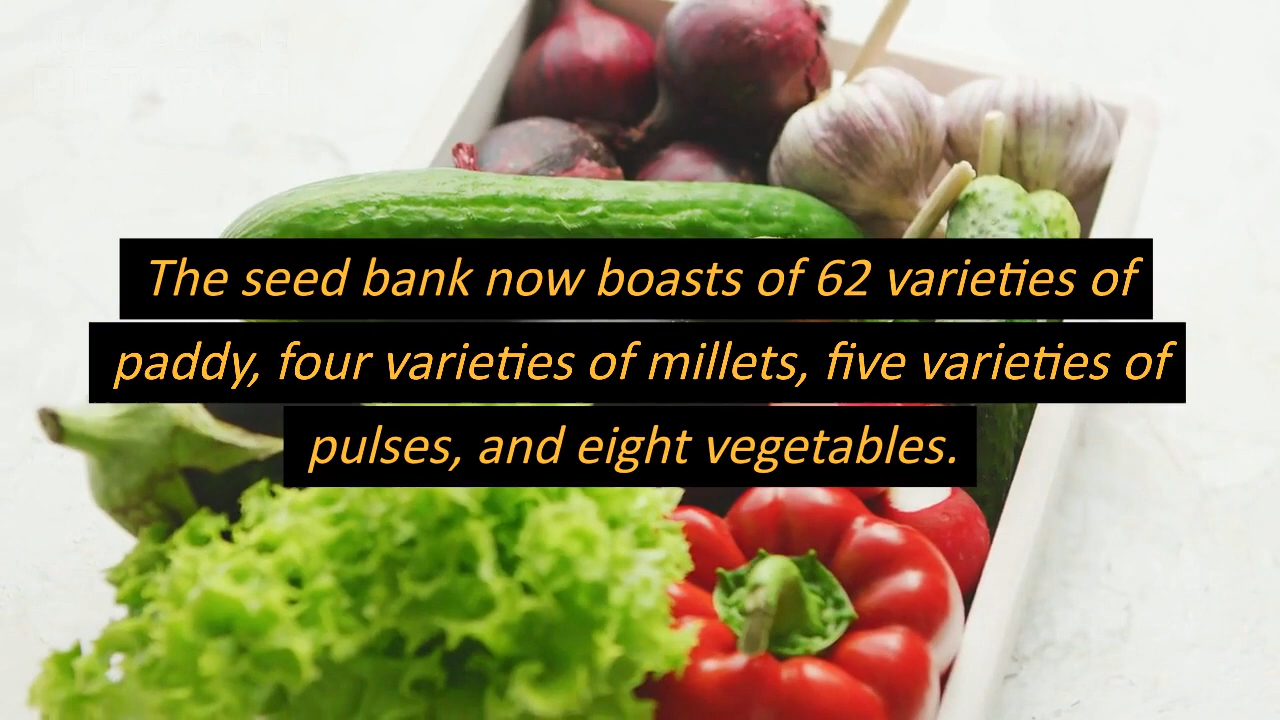 The seed bank now boasts of 62 varieties of
paddy, four varieties of millets, five varieties of
pulses, and eight vegetables.